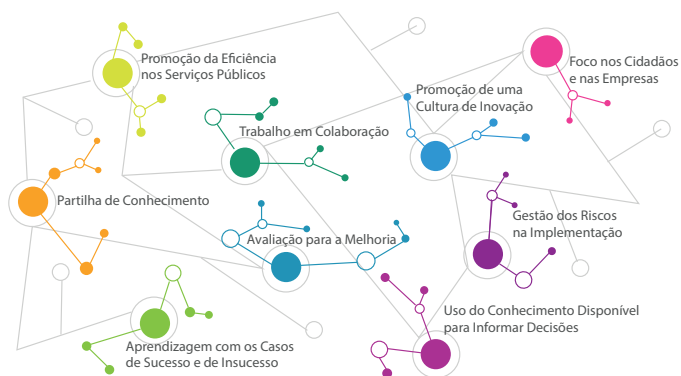 Promoção da Eficiência
nos Serviços Públicos
Foco nos Cidadãos
e nas Empresas
Promoção de uma
Cultura de Inovação
Trabalho em Colaboração
Partilha de Conhecimento
Gestão dos Riscos
na Implementação
Avaliação para a Melhoria
Uso do Conhecimento Disponível
para Informar Decisões
Aprendizagem com os Casos
de Sucesso e de Insucesso